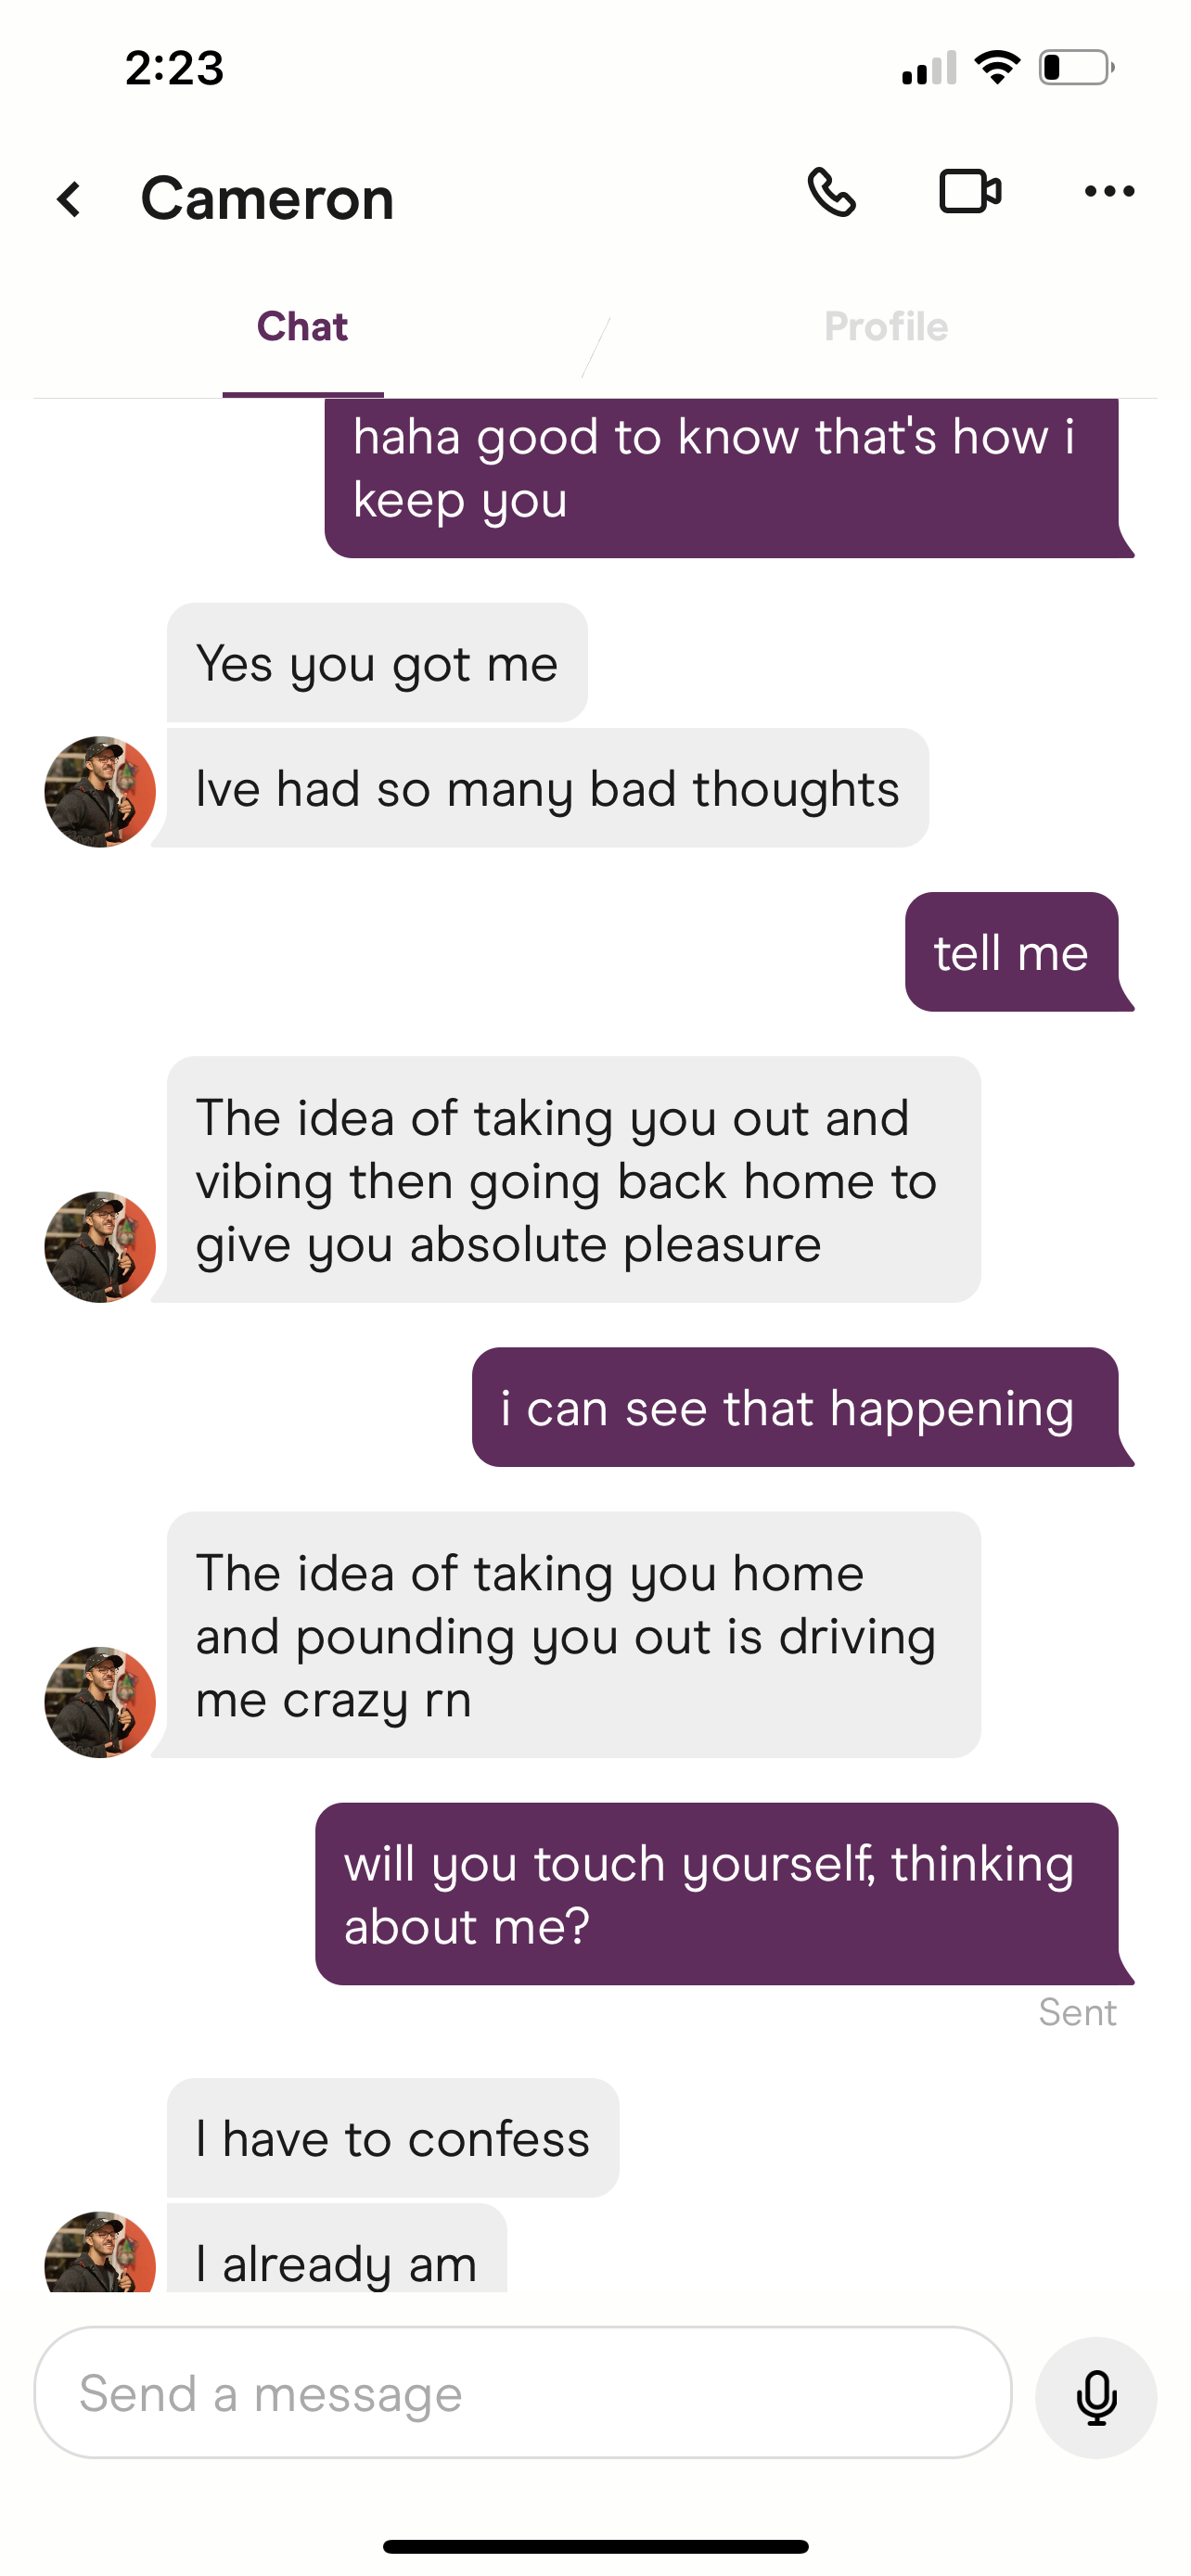 2:23
Cameron
Chat
Profile
haha good to know that's how i
keep you
Yes you got me
Ive had so many bad thoughts
tell me
The idea of taking you out and
vibing then going back home to
give you absolute pleasure
i can see that happening
The idea of taking you home
and pounding you out is driving
me crazy rn
will you touch yourself, thinking
about me?
Sent
I have to confess
I already am
Send a message